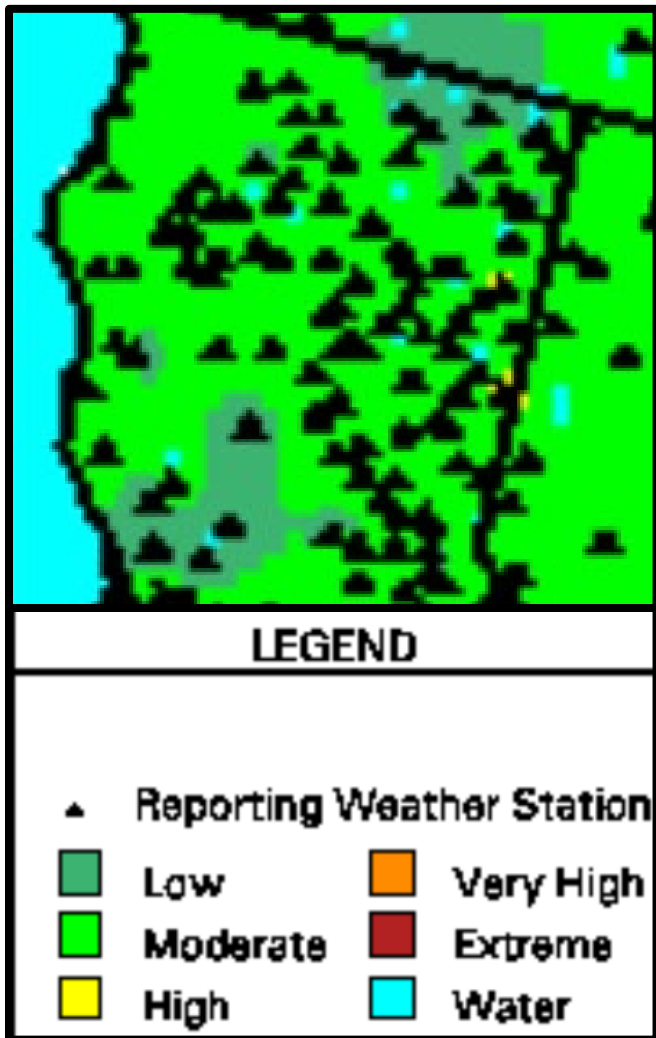 LEGEND
Reporting Weather Station
Low
Very High
Moderate
Extreme
High
Water